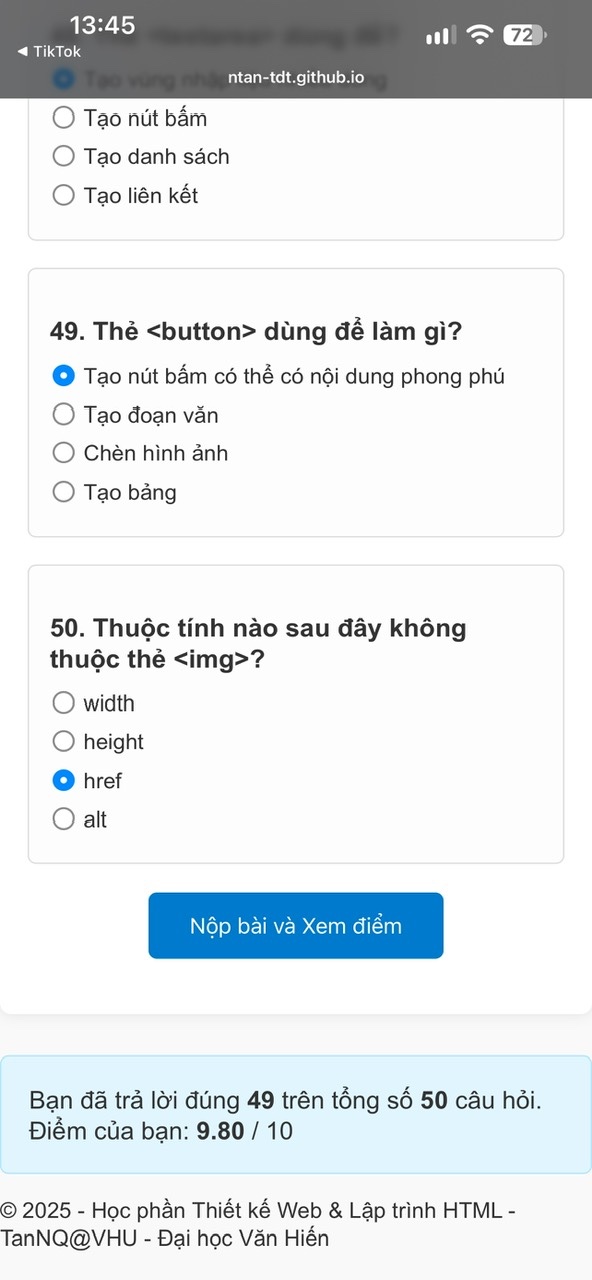 13:45
72
◀ TikTok
ntan-tdt.github.io
Tạo nút bấm
Tạo danh sách
Tạo liên kết
49. Thẻ <button> dùng để làm gì?
Tạo nút bấm có thể có nội dung phong phú
Tạo đoạn văn
Chèn hình ảnh
Tạo bảng
50. Thuộc tính nào sau đây không
thuộc thẻ <img>?
width
height
href
alt
Nộp bài và Xem điểm
Bạn đã trả lời đúng 49 trên tổng số 50 câu hỏi.
Điểm của bạn: 9.80 / 10
© 2025 - Học phần Thiết kế Web & Lập trình HTML -
TanNQ@VHU - Đại học Văn Hiến